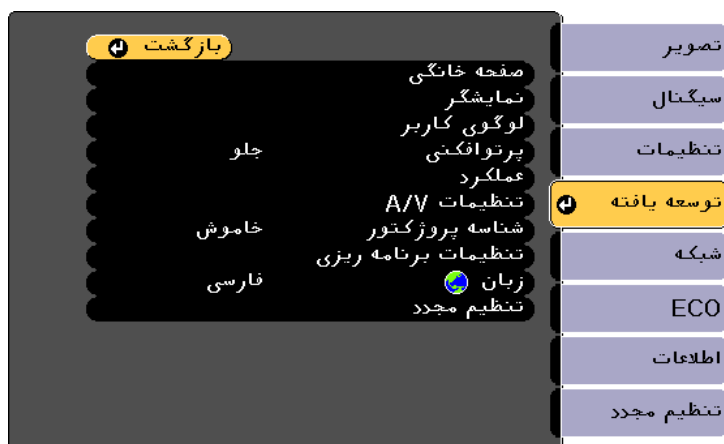 بازگشت
صفحه خانگی
نمایشگر
لوگوی کاربر
پرتوافکنی جلو
عملکرد
تنظیمات A/V
شناسه پروژکتور خاموش
تنظیمات برنامه ریزی
زبان فارسی
تنظیم مجدد
تصویر
سیگنال
تنظیمات
توسعه یافته
شبکه
ECO
اطلاعات
تنظیم مجدد